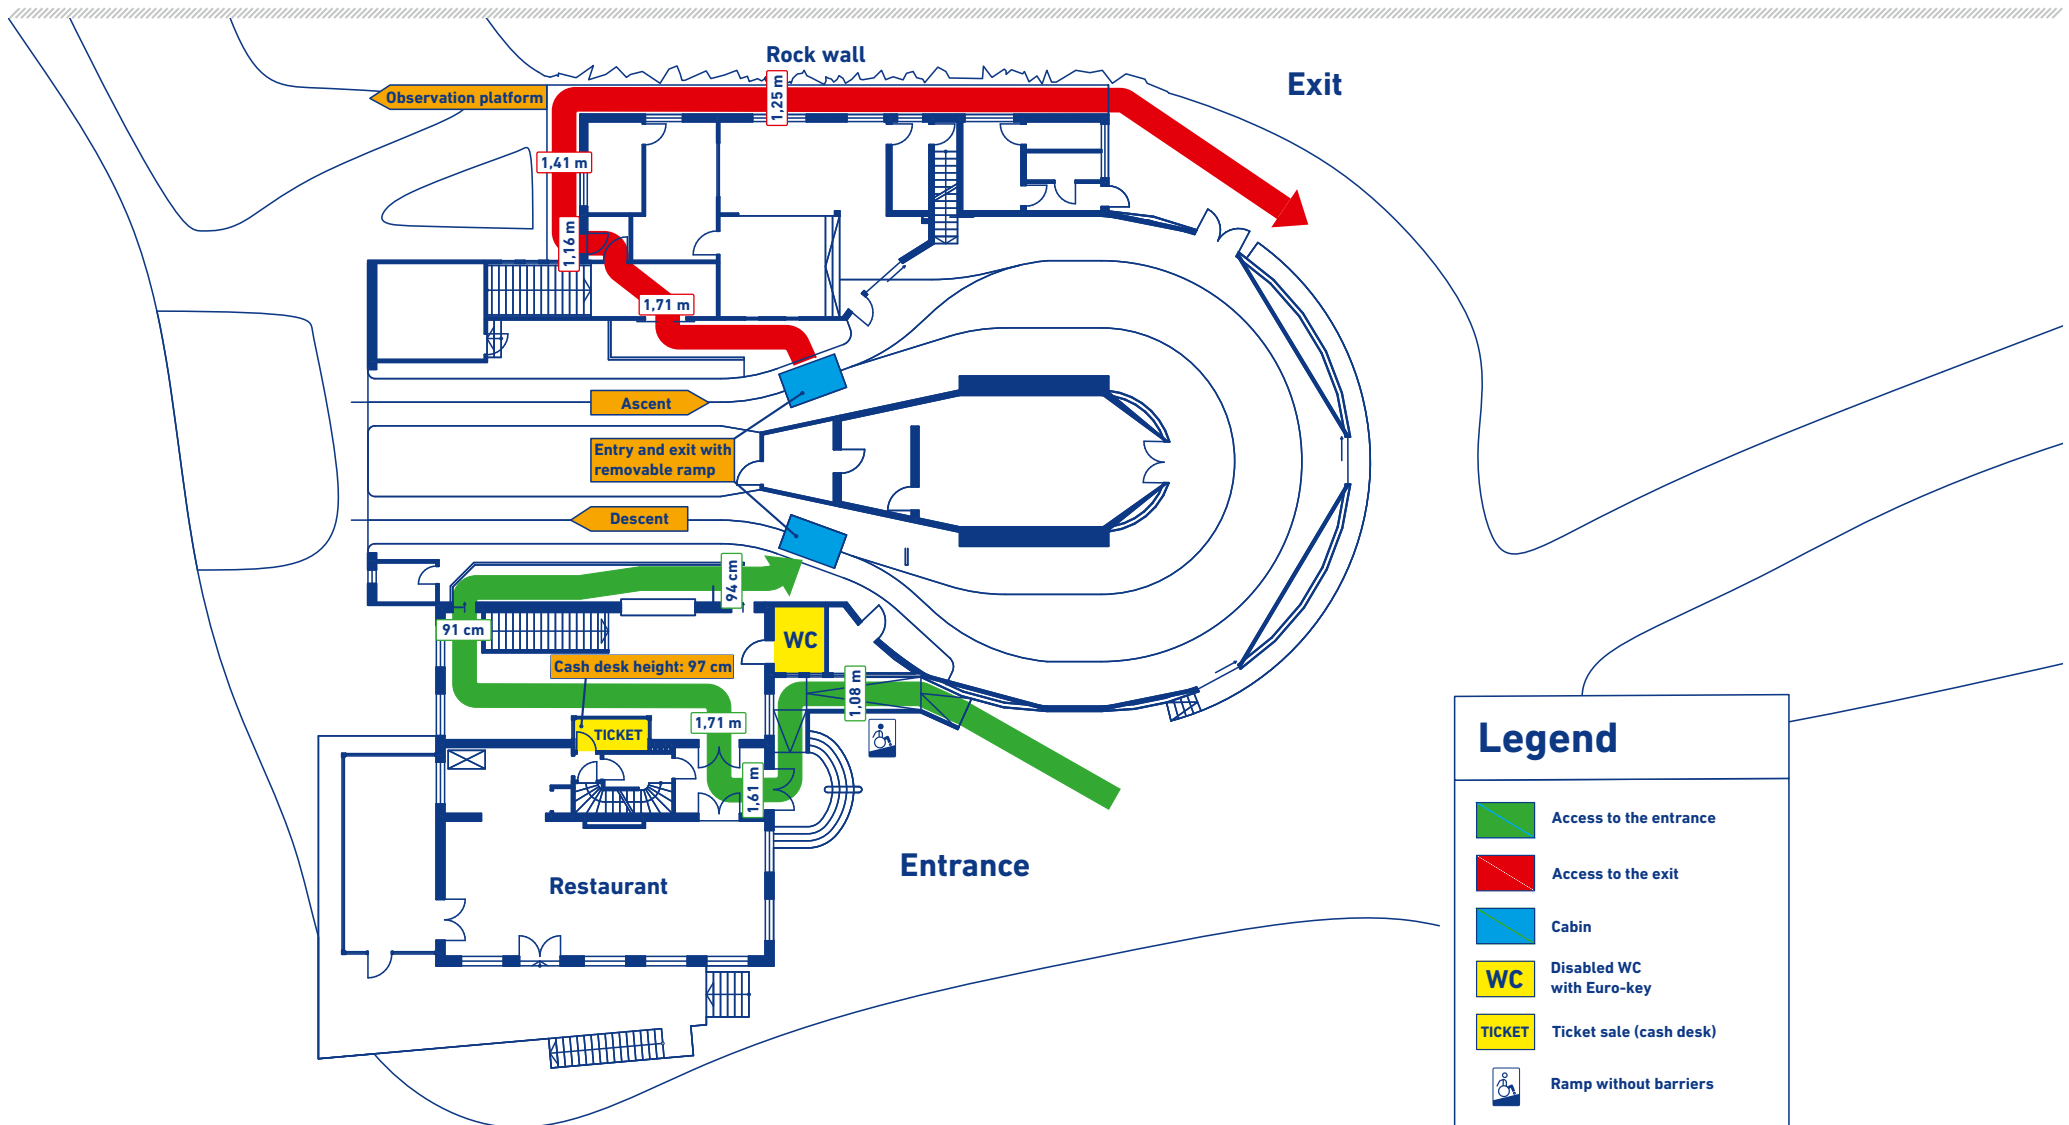 Rock wall
Exit
Observation platform
1,25 m
1,41 m
1,16 m
1,71 m
Ascent
Entry and exit with
removable ramp
Descent
94 cm
91 cm
WC
Cash desk height: 97 cm
1,08 m
1,71 m
TICKET
1,61 m
Entrance
Restaurant
Legend
Access to the entrance
Access to the exit
Cabin
WC
Disabled WC
with Euro-key
TICKET
Ticket sale (cash desk)
Ramp without barriers